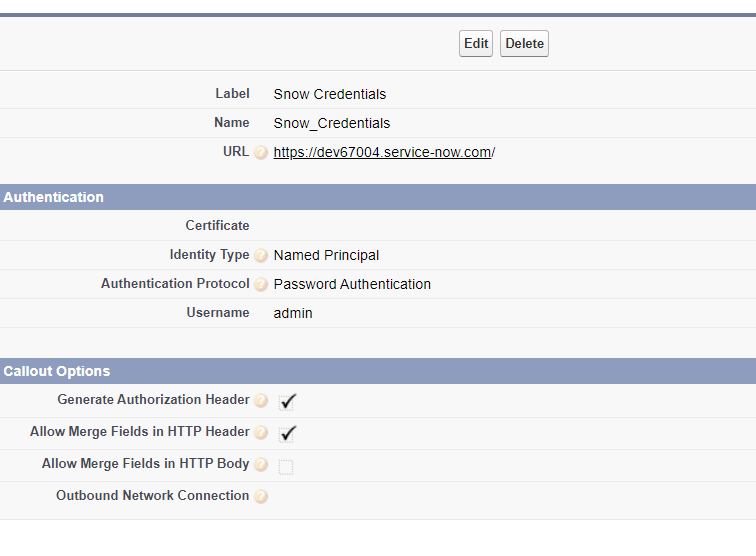 Edit Delete
Label Snow Credentials
Name Snow_Credentials
URL ? https://dev67004.service-now.com/
Authentication
Certificate
Identity Type ? Named Principal
Authentication Protocol ? Password Authentication
Username admin
Callout Options
Generate Authorization Header ?
Allow Merge Fields in HTTP Header ?
Allow Merge Fields in HTTP Body ?
Outbound Network Connection ?